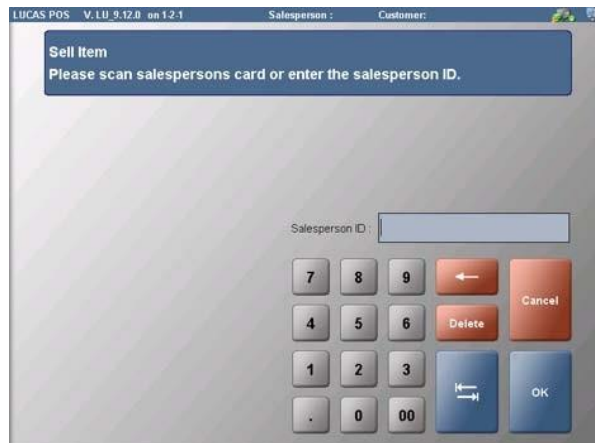 LUCAS POS V. LU_9.12.0 on 1-2-1 Salesperson : Customer:
Sell Item
Please scan salespersons card or enter the salesperson ID.
Salesperson ID :
7 8 9
Cancel
4 5 6 Delete
1 2 3
OK
. 0 00